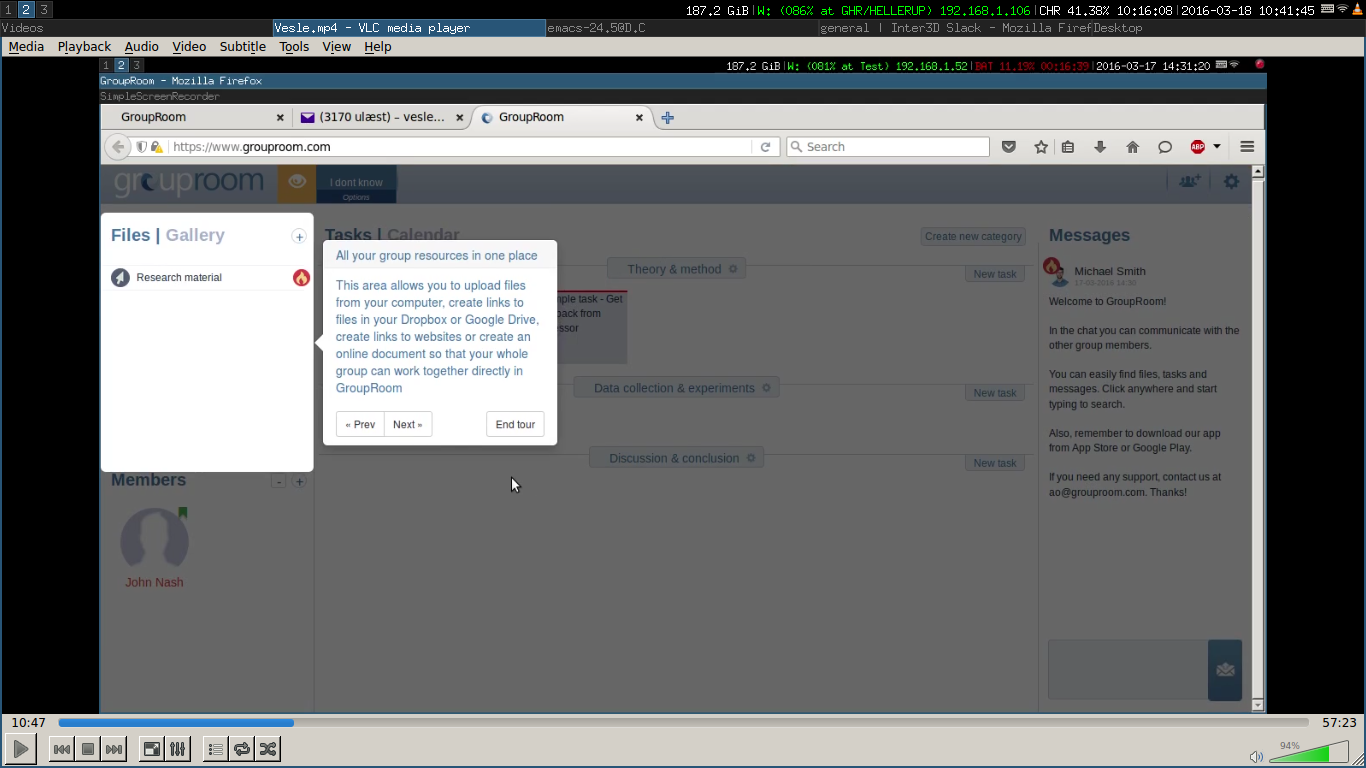 1 2 3
187.2 GiB|W: (086% at GHR/HELLERUP) 192.168.1.106|CHR 41.38% 10:16:08|2016-03-18 10:41:45
Videos
Vesle.mp4 - VLC media player
emacs-24.5@D.C
general | Inter3D Slack - Mozilla FirefDesktop
Media Playback Audio Video Subtitle Tools View Help
1 2 3
187.2 GiB|W: (081% at Test) 192.168.1.52|BAT 11.19% 00:16:39|2016-03-17 14:31:20
GroupRoom - Mozilla Firefox
SimpleScreenRecorder
GroupRoom
(3170 ulæst) – vesle...
GroupRoom
https://www.grouproom.com
Search
ABP
grouproom
I dont know
Options
Files | Gallery
Research material
Tasks | Calendar
Create new category
All your group resources in one place
This area allows you to upload files
from your computer, create links to
files in your Dropbox or Google Drive,
create links to websites or create an
online document so that your whole
group can work together directly in
GroupRoom
« Prev
Next »
End tour
Theory & method
New task
ple task - Get
back from
essor
Data collection & experiments
New task
Discussion & conclusion
New task
Members
John Nash
Messages
Michael Smith
17-03-2016 14:30
Welcome to GroupRoom!
In the chat you can communicate with the
other group members.
You can easily find files, tasks and
messages. Click anywhere and start
typing to search.
Also, remember to download our app
from App Store or Google Play.
If you need any support, contact us at
ao@grouproom.com. Thanks!
10:47
57:23
94%